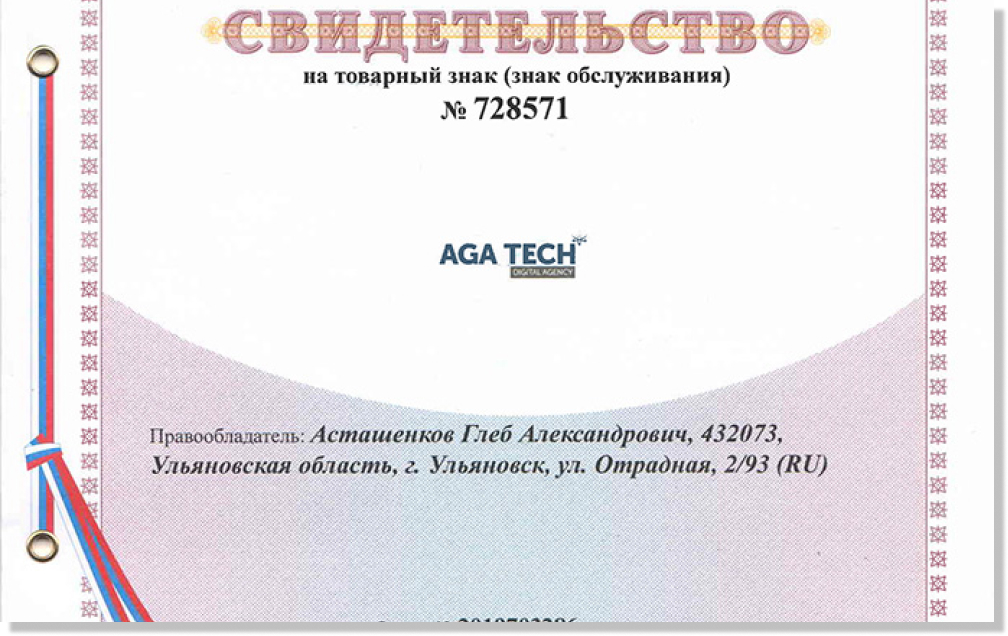 СВИДЕТЕЛЬСТВО
на товарный знак (знак обслуживания)
№ 728571
AGA TECH
DIGITAL AGENCY
Правообладатель: Асташенков Глеб Александрович, 432073,
Ульяновская область, г. Ульяновск, ул. Отрадная, 2/93 (RU)